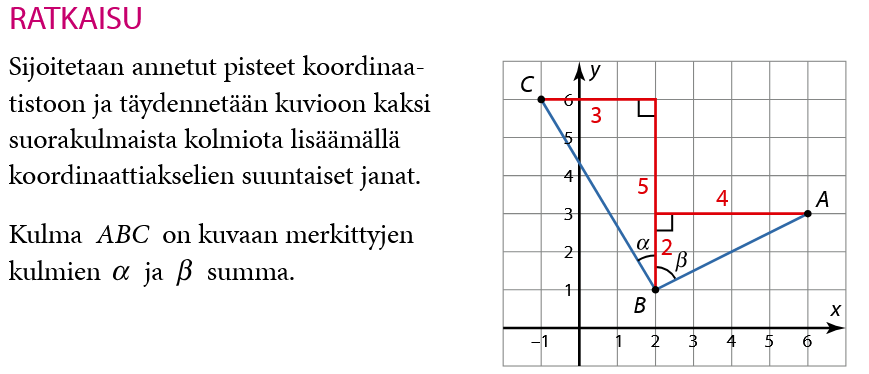 RATKAISU
Sijoitetaan annetut pisteet koordinaa-
tistoon ja täydennetään kuvioon kaksi
suorakulmaista kolmiota lisäämällä
koordinaattiakselien suuntaiset janat.
Kulma ABC on kuvaan merkittyjen
kulmien α ja β summa.
C
y
6
3
5
4
5
4
A
3
α
2
2
β
1
B
x
–1
1
2
3
4
5
6